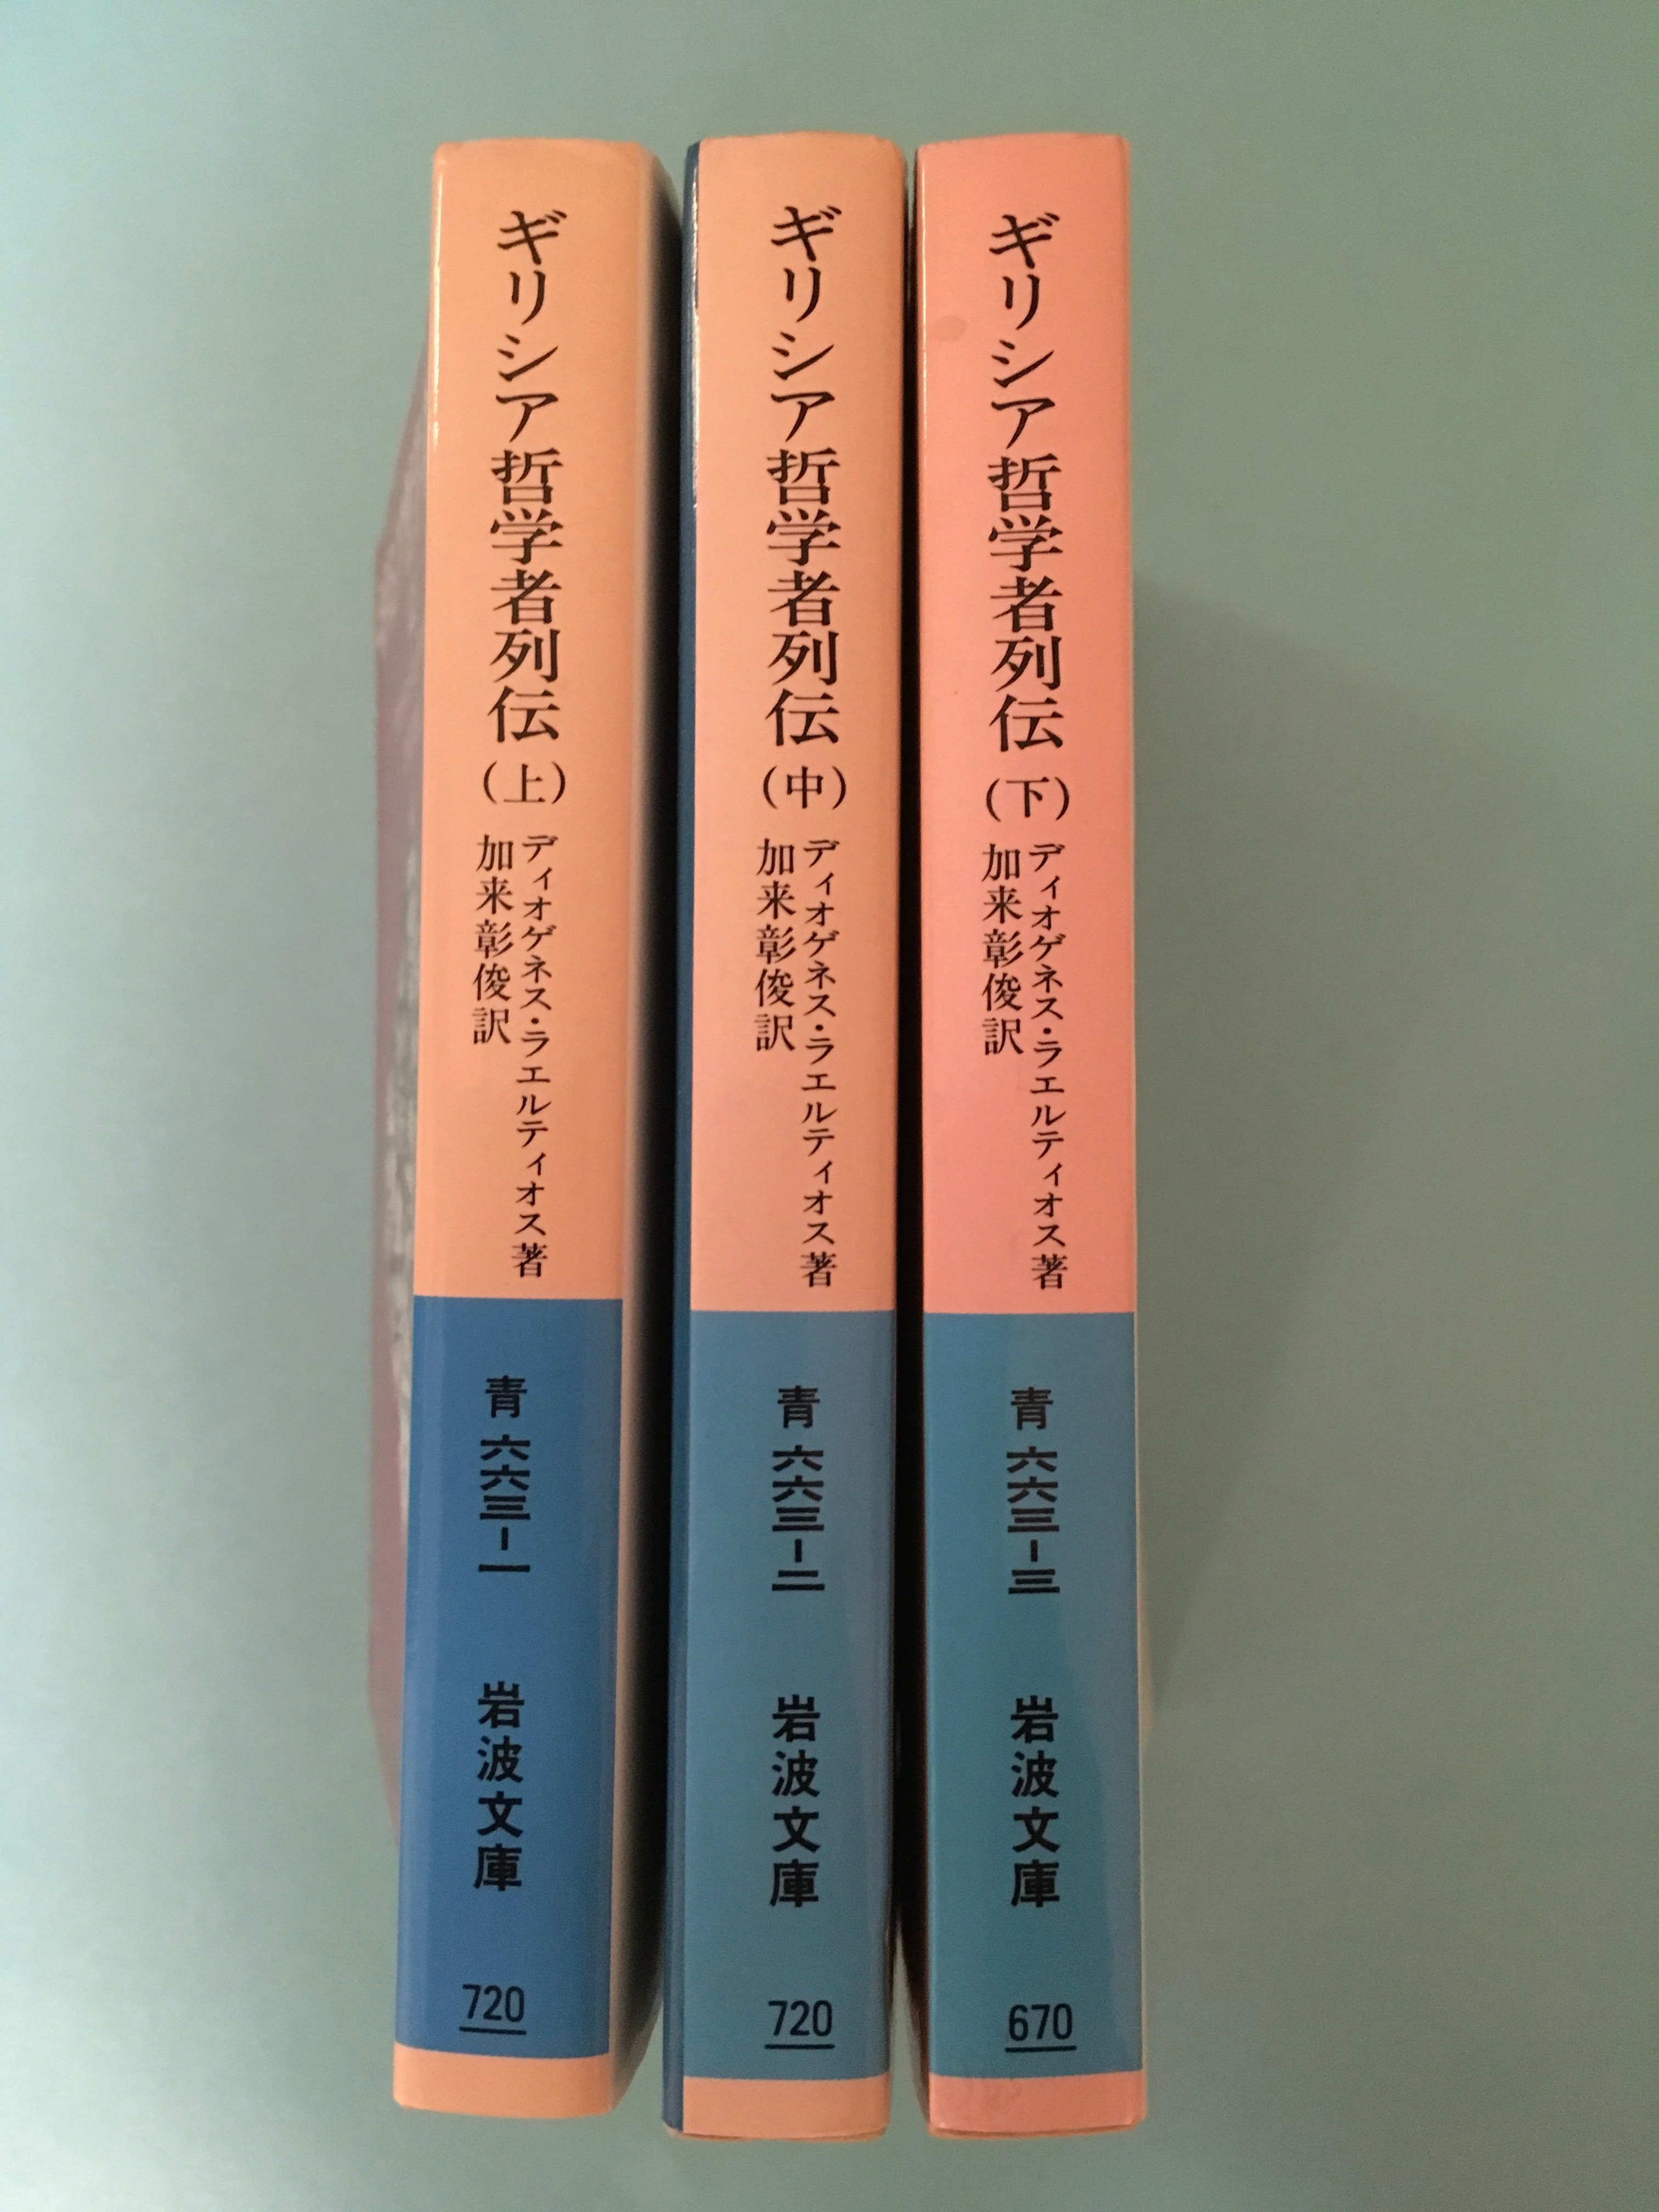 ギリシア哲学者列伝(上)
ディオゲネス・ラエルティオス著
加来彰俊訳
青 六六三-一
岩波文庫
720
ギリシア哲学者列伝(中)
ディオゲネス・ラエルティオス著
加来彰俊訳
青 六六三-二
岩波文庫
720
ギリシア哲学者列伝(下)
ディオゲネス・ラエルティオス著
加来彰俊訳
青 六六三-三
岩波文庫
670